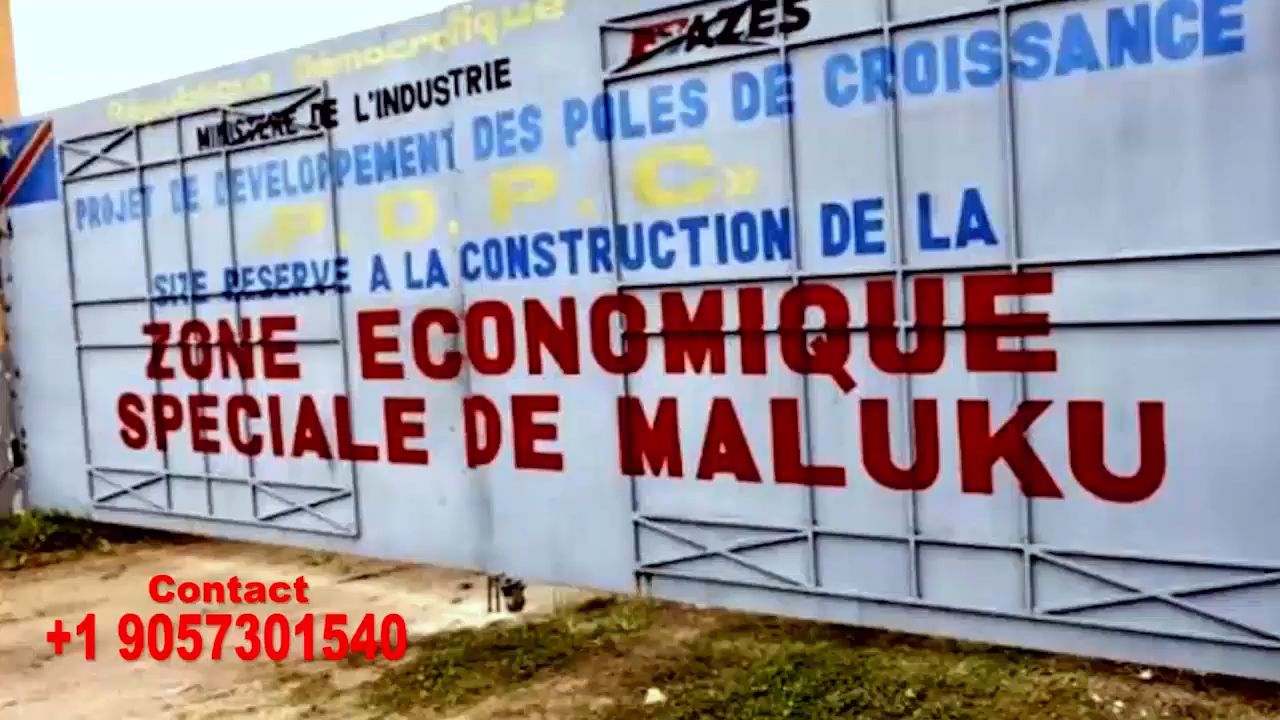 République Démocratique
AZES
MINISTERE DE L'INDUSTRIE
PROJET DE DEVELOPPEMENT DES POLES DE CROISSANCE
«P.D.P.C»
SITE RESERVE A LA CONSTRUCTION DE LA
ZONE ECONOMIQUE
SPECIALE DE MALUKU
Contact
+1 9057301540